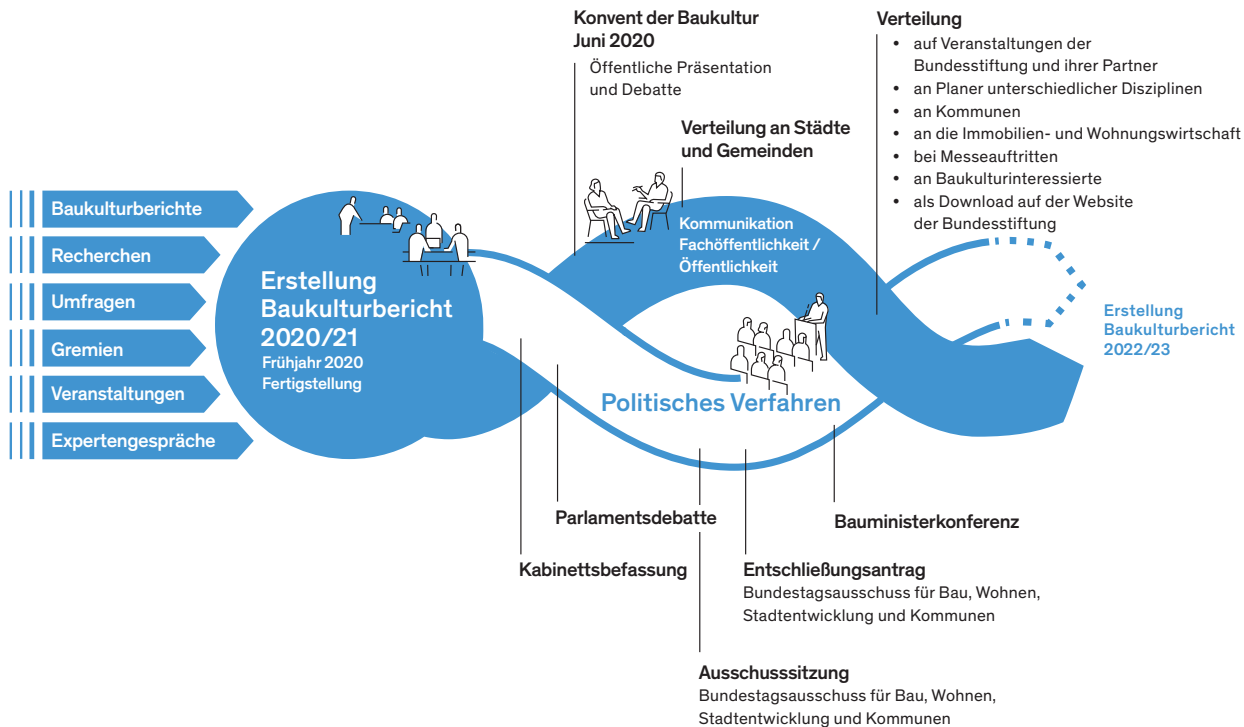 Konvent der Baukultur
Juni 2020
Öffentliche Präsentation
und Debatte
Verteilung an Städte
und Gemeinden
Verteilung
• auf Veranstaltungen der
Bundesstiftung und ihrer Partner
• an Planer unterschiedlicher Disziplinen
• an Kommunen
• an die Immobilien- und Wohnungswirtschaft
• bei Messeauftritten
• an Baukulturinteressierte
• als Download auf der Website
der Bundesstiftung
Baukulturberichte
Recherchen
Umfragen
Gremien
Veranstaltungen
Expertengespräche
Erstellung
Baukulturbericht
2020/21
Frühjahr 2020
Fertigstellung
Kommunikation
Fachöffentlichkeit /
Öffentlichkeit
Erstellung
Baukulturbericht
2022/23
Politisches Verfahren
Parlamentsdebatte
Bauministerkonferenz
Kabinettsbefassung
Entschließungsantrag
Bundestagsausschuss für Bau, Wohnen,
Stadtentwicklung und Kommunen
Ausschusssitzung
Bundestagsausschuss für Bau, Wohnen,
Stadtentwicklung und Kommunen